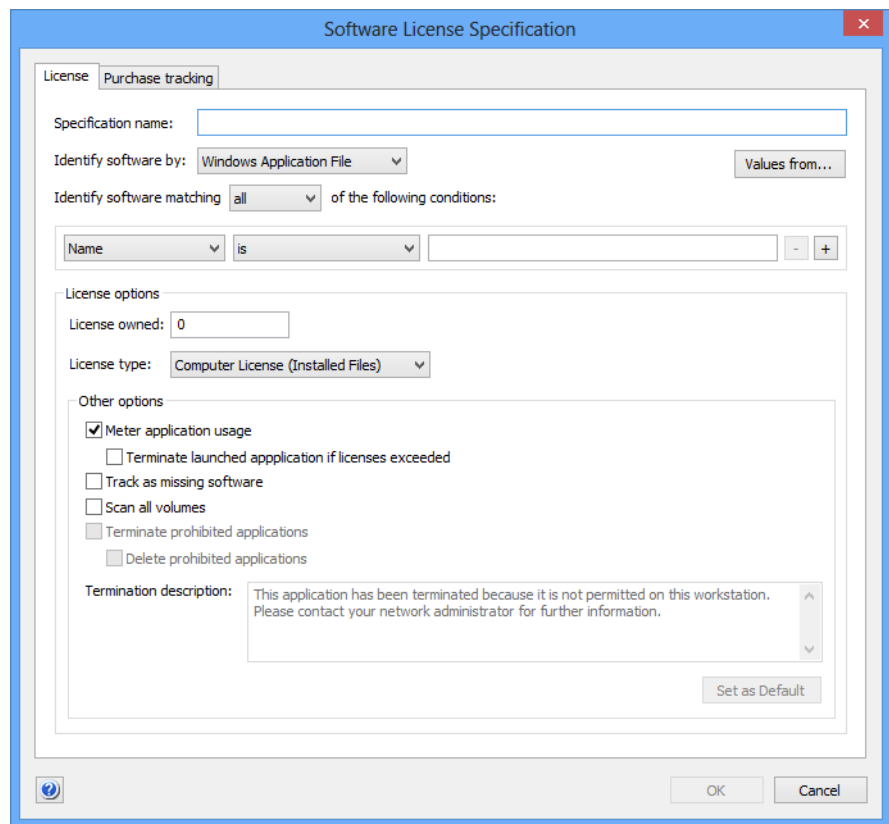 Software License Specification
License
Purchase tracking
Specification name:
Identify software by: Windows Application File
Values from...
Identify software matching all of the following conditions:
Name is - +
License options
License owned: 0
License type: Computer License (Installed Files)
Other options
Meter application usage
Terminate launched appplication if licenses exceeded
Track as missing software
Scan all volumes
Terminate prohibited applications
Delete prohibited applications
Termination description: This application has been terminated because it is not permitted on this workstation.
Please contact your network administrator for further information.
Set as Default
?
OK
Cancel